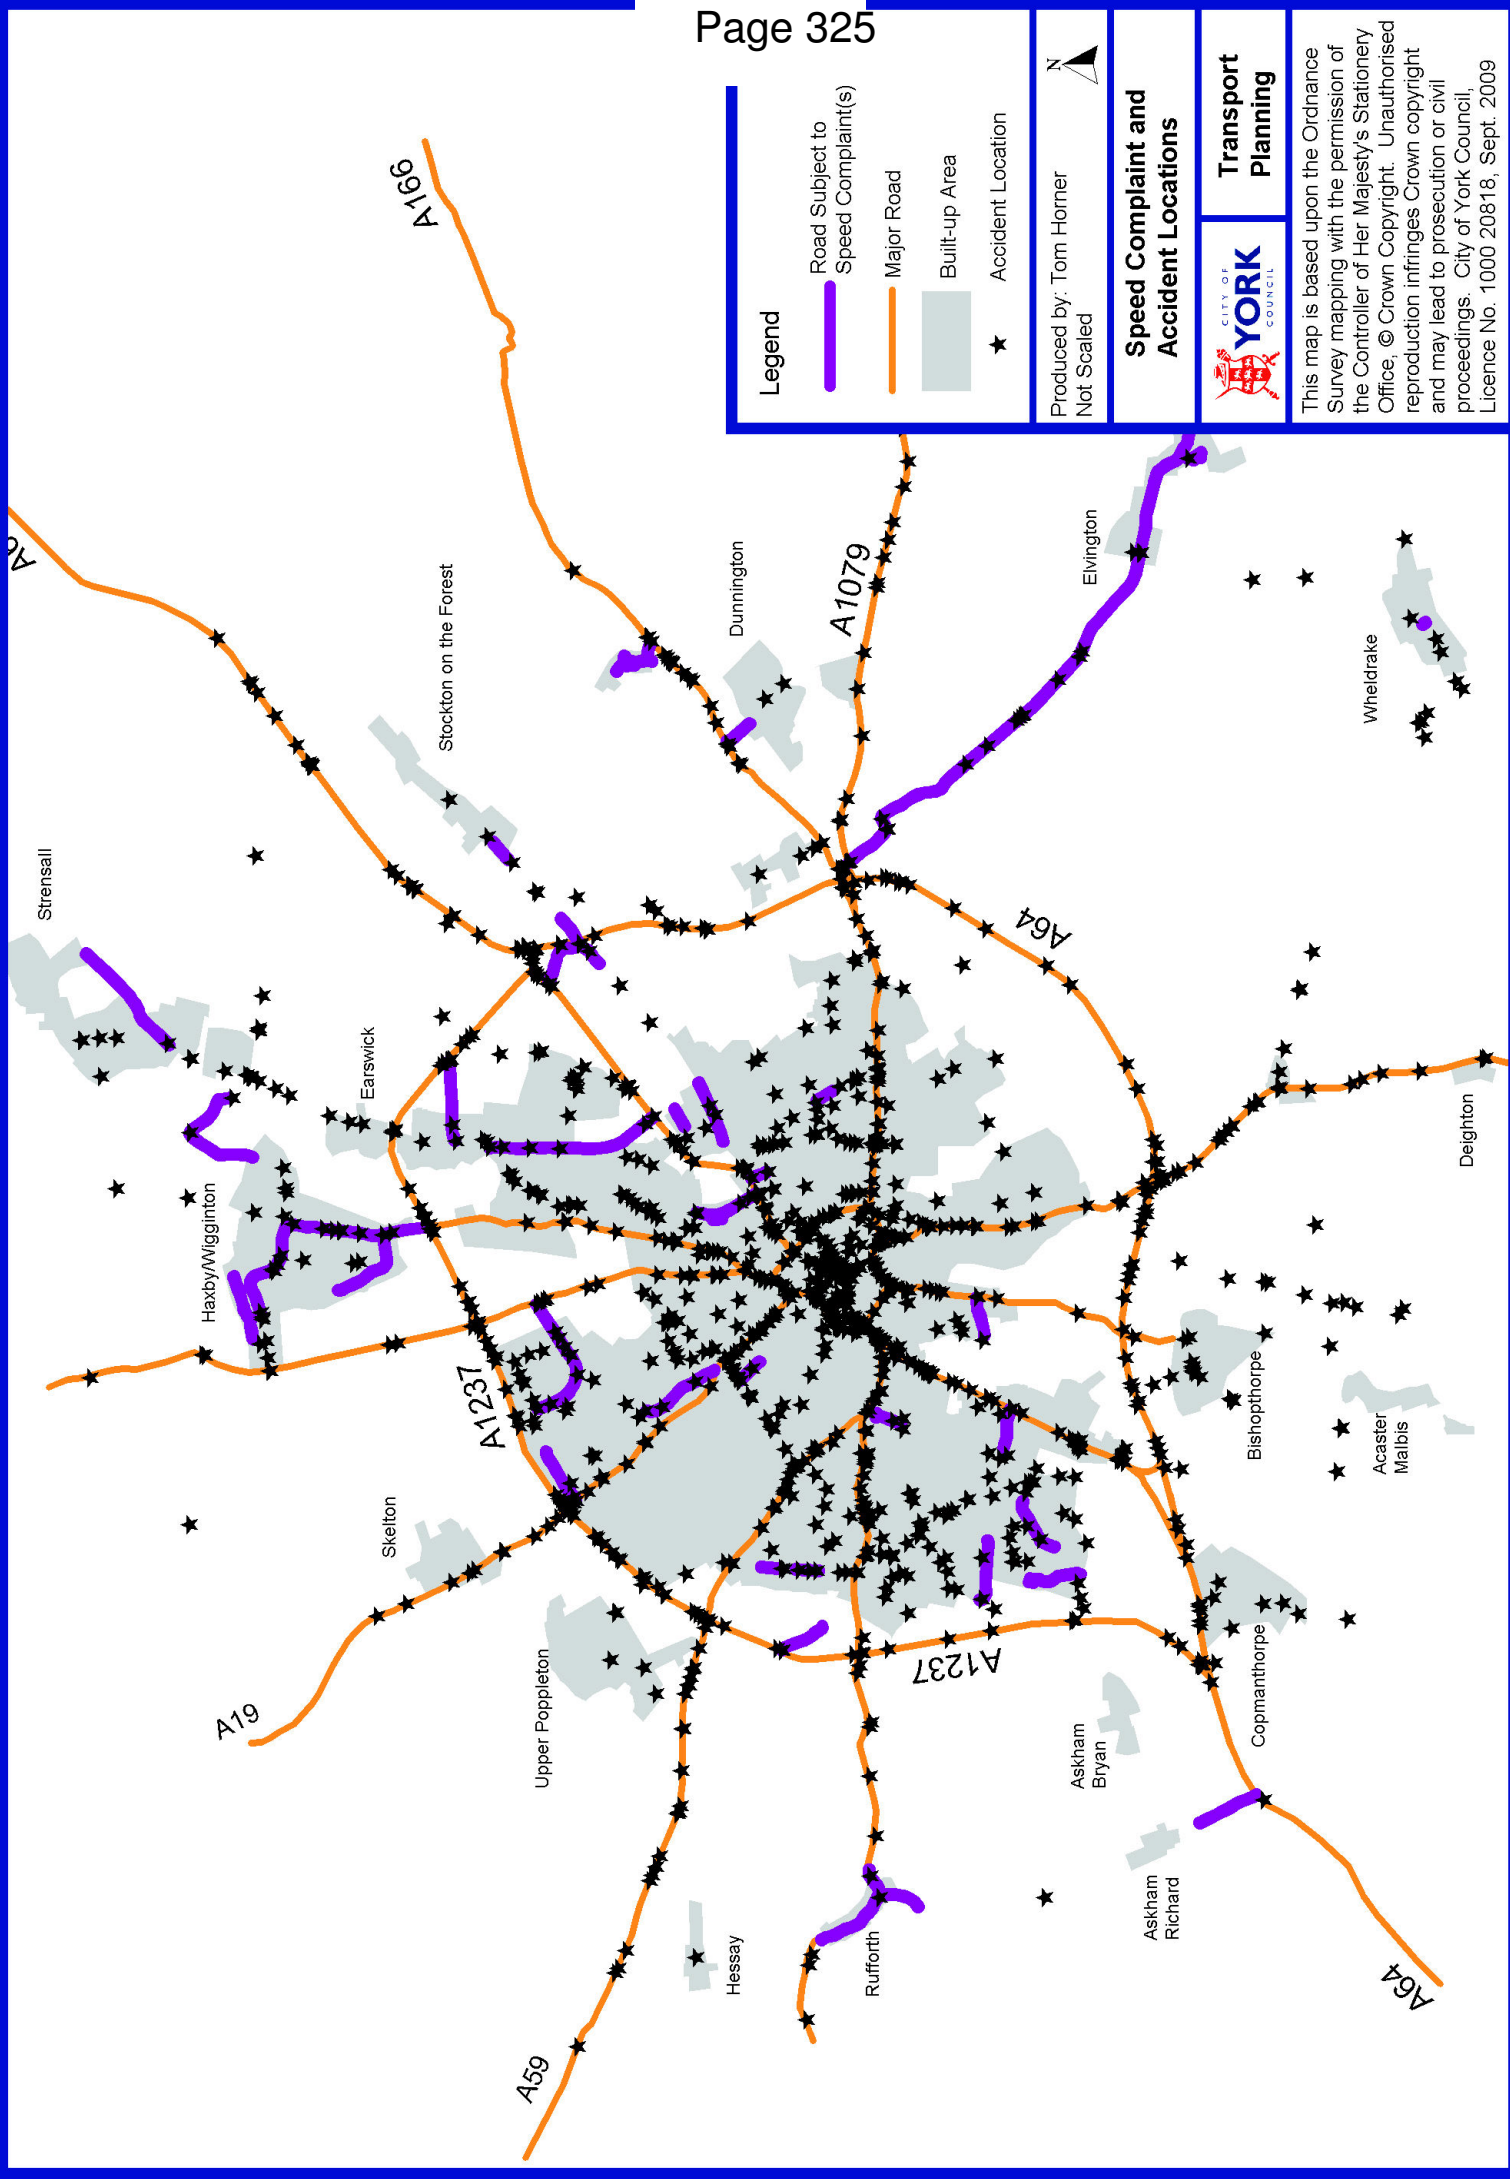 Page 325
A166
A6
Stockton on the Forest
Dunnington
A1079
Elvington
Wheldrake
Strensall
Earswick
Haxby/Wigginton
A64
Deighton
A1237
Skelton
Bishopthorpe
Acaster
Malbis
A19
Upper Poppleton
A1237
Copmanthorpe
Askham
Bryan
Askham
Richard
Hessay
Rufforth
A59
A64
Legend
Road Subject to
Speed Complaint(s)
Major Road
Built-up Area
Accident Location
Produced by: Tom Horner
Not Scaled
N
Speed Complaint and
Accident Locations
CITY OF
YORK
COUNCIL
Transport
Planning
This map is based upon the Ordnance
Survey mapping with the permission of
the Controller of Her Majesty's Stationery
Office, © Crown Copyright.  Unauthorised
reproduction infringes Crown copyright
and may lead to prosecution or civil
proceedings.  City of York Council,
Licence No. 1000 20818, Sept. 2009